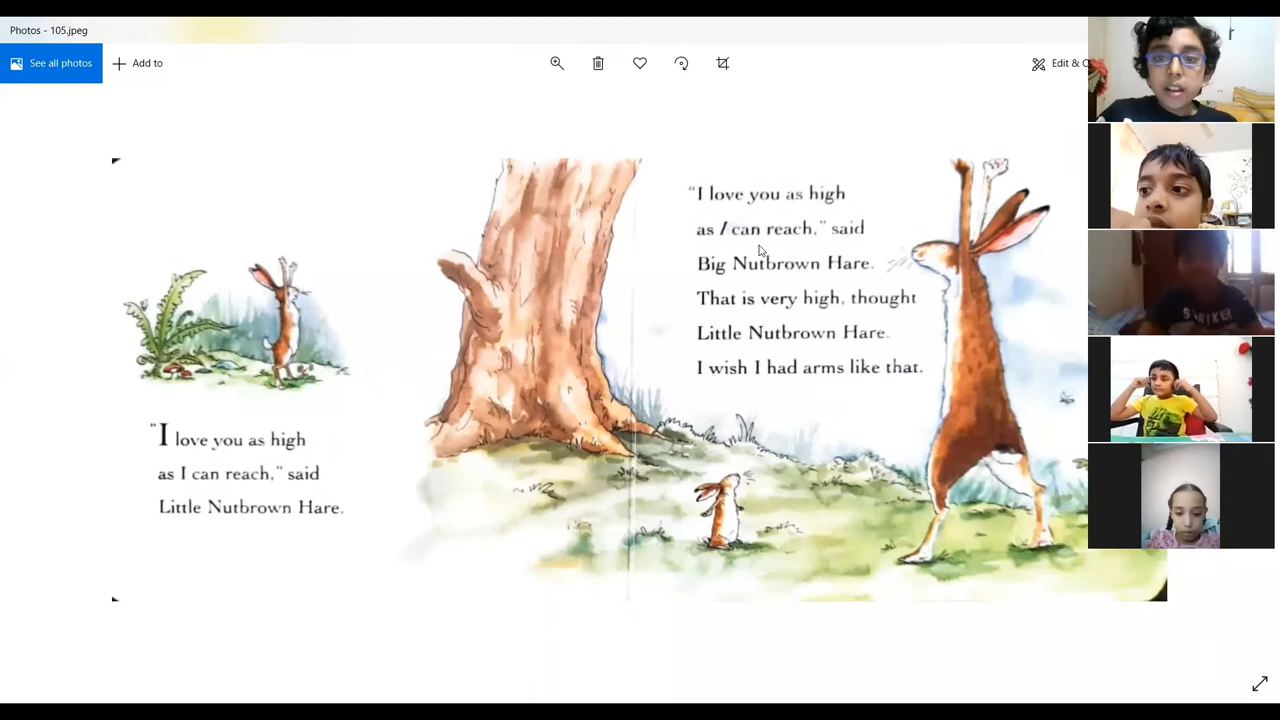 Photos - 105.jpeg
See all photos
Add to
Edit &
"I love you as high
as I can reach," said
Little Nutbrown Hare.
"I love you as high
as I can reach," said
Big Nutbrown Hare.
That is very high, thought
Little Nutbrown Hare.
I wish I had arms like that.